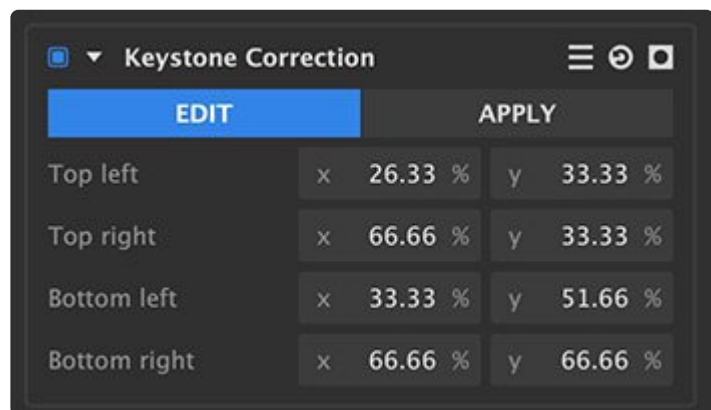 Keystone Correction
EDIT APPLY
Top left x 26.33 % y 33.33 %
Top right x 66.66 % y 33.33 %
Bottom left x 33.33 % y 51.66 %
Bottom right x 66.66 % y 66.66 %